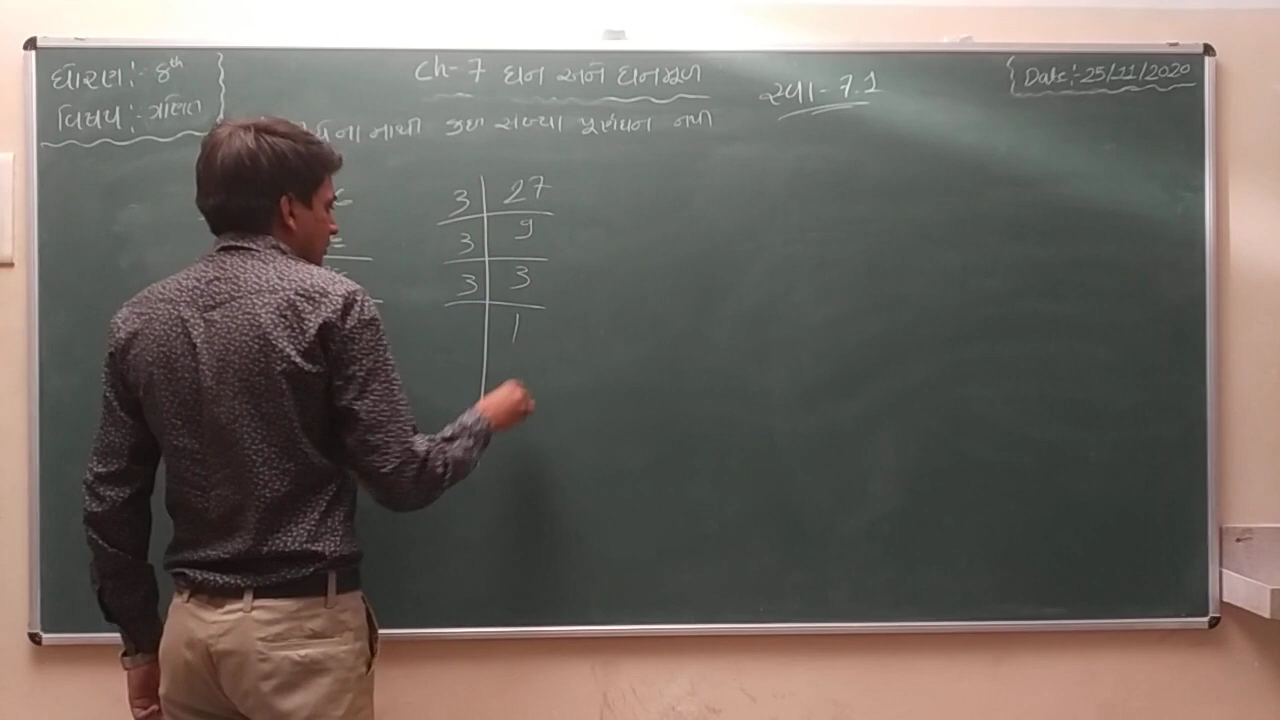 ધોરણ :- 8th
વિષય :- ગણિત
Ch-7 ઘન અને ઘનમૂળ
સ્વા- 7.1
Date :- 25/11/2020
માથી કઈ સંખ્યા પૂર્ણઘન નથી
3 27
3 9
3 3
1